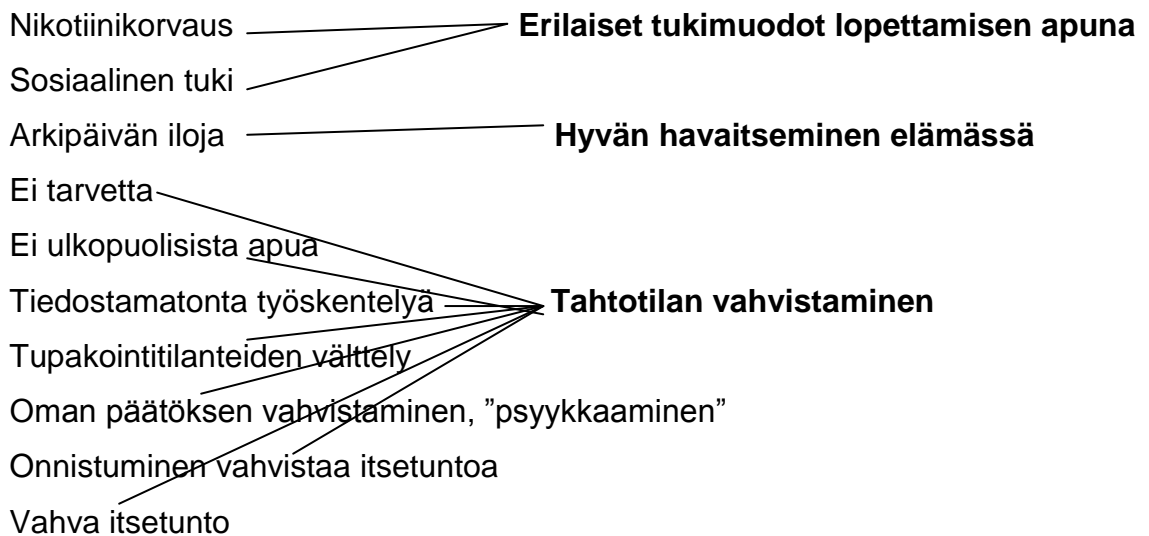 Nikotiinikorvaus Erilaiset tukimuodot lopettamisen apuna
Sosiaalinen tuki
Arkipäivän iloja Hyvän havaitseminen elämässä
Ei tarvetta
Ei ulkopuolisista apua
Tiedostamatonta työskentelyä Tahtotilan vahvistaminen
Tupakointitilanteiden välttely
Oman päätöksen vahvistaminen, ”psyykkaaminen”
Onnistuminen vahvistaa itsetuntoa
Vahva itsetunto